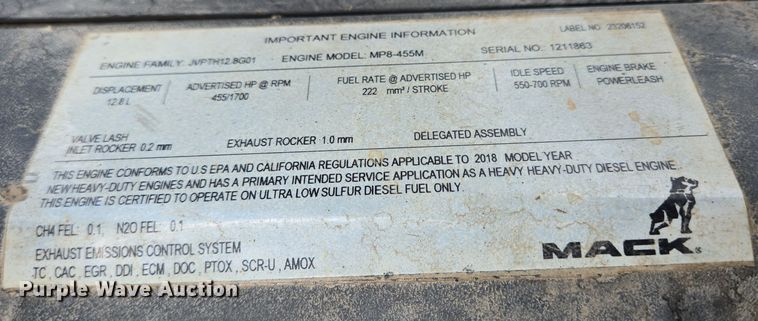 IMPORTANT ENGINE INFORMATION
LABEL NO. 23206152
ENGINE FAMILY: JVPTH12.8G01
ENGINE MODEL: MP8-455M
SERIAL NO: 1211863
DISPLACEMENT
12.8 L
ADVERTISED HP @ RPM
455/1700
FUEL RATE @ ADVERTISED HP
222 mm³ / STROKE
IDLE SPEED
550-700 RPM
ENGINE BRAKE
POWERLEASH
VALVE LASH
INLET ROCKER 0.2 mm
EXHAUST ROCKER 1.0 mm
DELEGATED ASSEMBLY
THIS ENGINE CONFORMS TO U.S EPA AND CALIFORNIA REGULATIONS APPLICABLE TO 2018 MODEL YEAR
NEW HEAVY-DUTY ENGINES AND HAS A PRIMARY INTENDED SERVICE APPLICATION AS A HEAVY HEAVY-DUTY DIESEL ENGINE.
THIS ENGINE IS CERTIFIED TO OPERATE ON ULTRA LOW SULFUR DIESEL FUEL ONLY.
CH4 FEL: 0.1, N2O FEL: 0.1
EXHAUST EMISSIONS CONTROL SYSTEM
TC , CAC , EGR , DDI , ECM , DOC , PTOX , SCR-U , AMOX
MACK
Purple Wave Auction